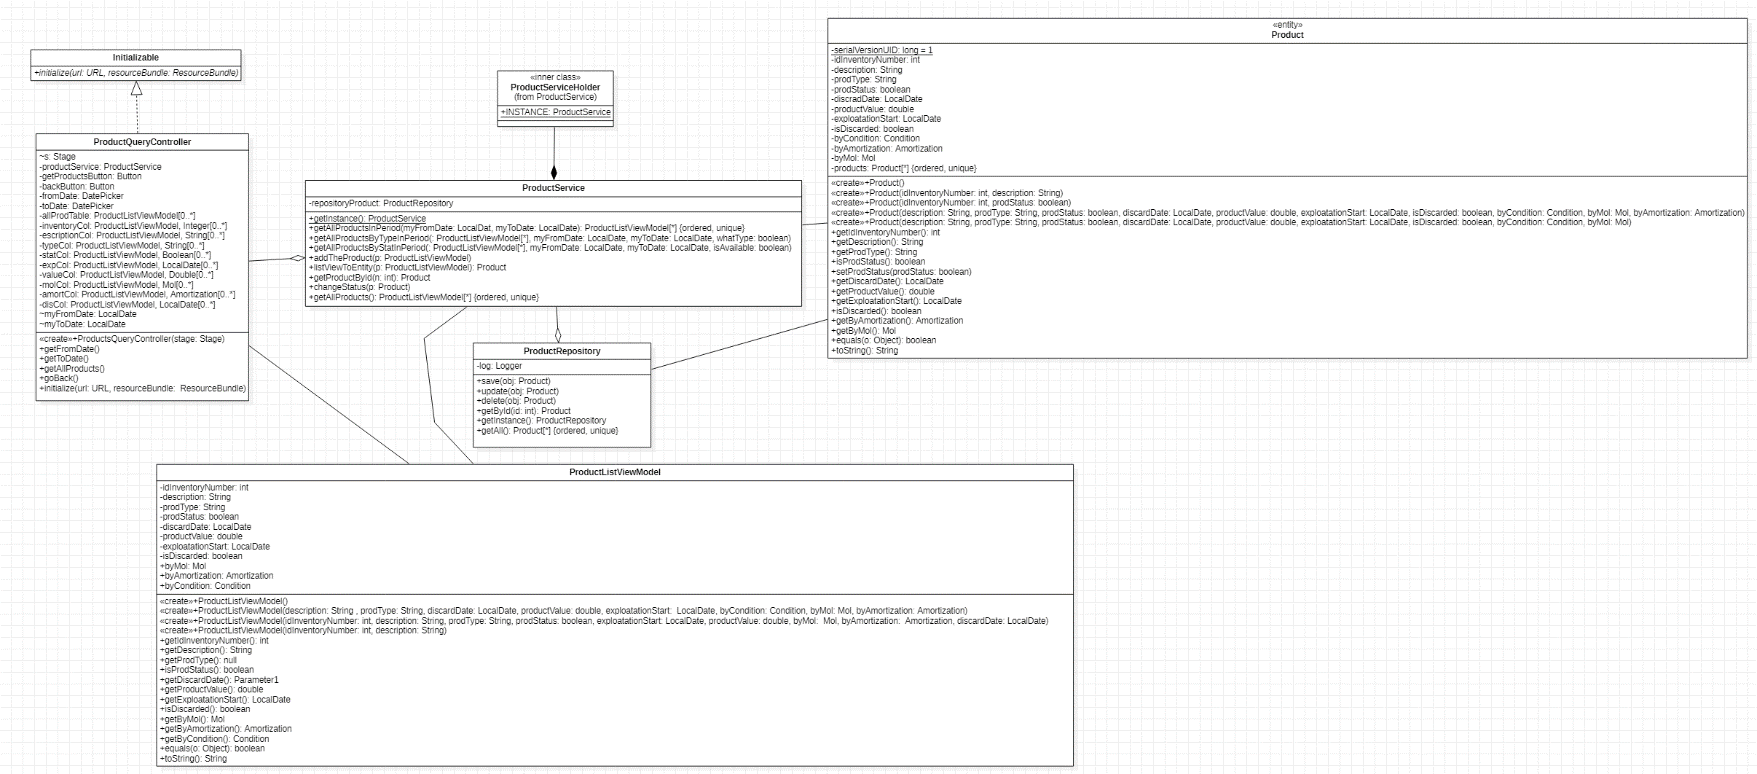 Initializable
+initialize(url: URL, resourceBundle: ResourceBundle)
ProductQueryController
~s: Stage
-productService: ProductService
-getProductsButton: Button
-backButton: Button
-fromDate: DatePicker
-toDate: DatePicker
-allProdTable: ProductListViewModel[0..*]
-inventoryCol: ProductListViewModel, Integer[0..*]
-escriptionCol: ProductListViewModel, String[0..*]
-typeCol: ProductListViewModel, String[0..*]
-statCol: ProductListViewModel, Boolean[0..*]
-expCol: ProductListViewModel, LocalDate[0..*]
-valueCol: ProductListViewModel, Double[0..*]
-molCol: ProductListViewModel, Mol[0..*]
-amortCol: ProductListViewModel, Amortization[0..*]
-disCol: ProductListViewModel, LocalDate[0..*]
~myFromDate: LocalDate
~myToDate: LocalDate
«create»+ProductsQueryController(stage: Stage)
+getFromDate()
+getToDate()
+getAllProducts()
+goBack()
+initialize(url: URL, resourceBundle: ResourceBundle)
«inner class»
ProductServiceHolder
(from ProductService)
+INSTANCE: ProductService
ProductService
-repositoryProduct: ProductRepository
+getInstance(): ProductService
+getAllProductsInPeriod(myFromDate: LocalDat, myToDate: LocalDate): ProductListViewModel[*] {ordered, unique}
+getAllProductsByTypeInPeriod(: ProductListViewModel[*], myFromDate: LocalDate, myToDate: LocalDate, whatType: boolean)
+getAllProductsByStatInPeriod(: ProductListViewModel[*], myFromDate: LocalDate, myToDate: LocalDate, isAvailable: boolean)
+addTheProduct(p: ProductListViewModel)
+listViewToEntity(p: ProductListViewModel): Product
+getProductById(n: int): Product
+changeStatus(p: Product)
+getAllProducts(): ProductListViewModel[*] {ordered, unique}
ProductRepository
-log: Logger
+save(obj: Product)
+update(obj: Product)
+delete(obj: Product)
+getById(id: int): Product
+getInstance(): ProductRepository
+getAll(): Product[*] {ordered, unique}
«entity»
Product
-serialVersionUID: long = 1
-idInventoryNumber: int
-description: String
-prodType: String
-prodStatus: boolean
-discradDate: LocalDate
-productValue: double
-exploatationStart: LocalDate
-isDiscarded: boolean
-byCondition: Condition
-byAmortization: Amortization
-byMol: Mol
-products: Product[*] {ordered, unique}
«create»+Product()
«create»+Product(idInventoryNumber: int, description: String)
«create»+Product(idInventoryNumber: int, prodStatus: boolean)
«create»+Product(description: String, prodType: String, prodStatus: boolean, discardDate: LocalDate, productValue: double, exploatationStart: LocalDate, isDiscarded: boolean, byCondition: Condition, byMol: Mol, byAmortization: Amortization)
«create»+Product(description: String, prodType: String, prodStatus: boolean, discardDate: LocalDate, productValue: double, exploatationStart: LocalDate, isDiscarded: boolean, byCondition: Condition, byMol: Mol)
+getIdInventoryNumber(): int
+getDescription(): String
+getProdType(): String
+isProdStatus(): boolean
+setProdStatus(prodStatus: boolean)
+getDiscardDate(): LocalDate
+getProductValue(): double
+getExploatationStart(): LocalDate
+isDiscarded(): boolean
+getByAmortization(): Amortization
+getByMol(): Mol
+equals(o: Object): boolean
+toString(): String
ProductListViewModel
-idInventoryNumber: int
-description: String
-prodType: String
-prodStatus: boolean
-discardDate: LocalDate
-productValue: double
-exploatationStart: LocalDate
-isDiscarded: boolean
+byMol: Mol
+byAmortization: Amortization
+byCondition: Condition
«create»+ProductListViewModel()
«create»+ProductListViewModel(description: String , prodType: String, discardDate: LocalDate, productValue: double, exploatationStart: LocalDate, byCondition: Condition, byMol: Mol, byAmortization: Amortization)
«create»+ProductListViewModel(idInventoryNumber: int, description: String, prodType: String, prodStatus: boolean, exploatationStart: LocalDate, productValue: double, byMol: Mol, byAmortization: Amortization, discardDate: LocalDate)
«create»+ProductListViewModel(idInventoryNumber: int, description: String)
+getIdInventoryNumber(): int
+getDescription(): String
+getProdType(): null
+isProdStatus(): boolean
+getDiscardDate(): Parameter1
+getProductValue(): double
+getExploatationStart(): LocalDate
+isDiscarded(): boolean
+getByMol(): Mol
+getByAmortization(): Amortization
+getByCondition(): Condition
+equals(o: Object): boolean
+toString(): String